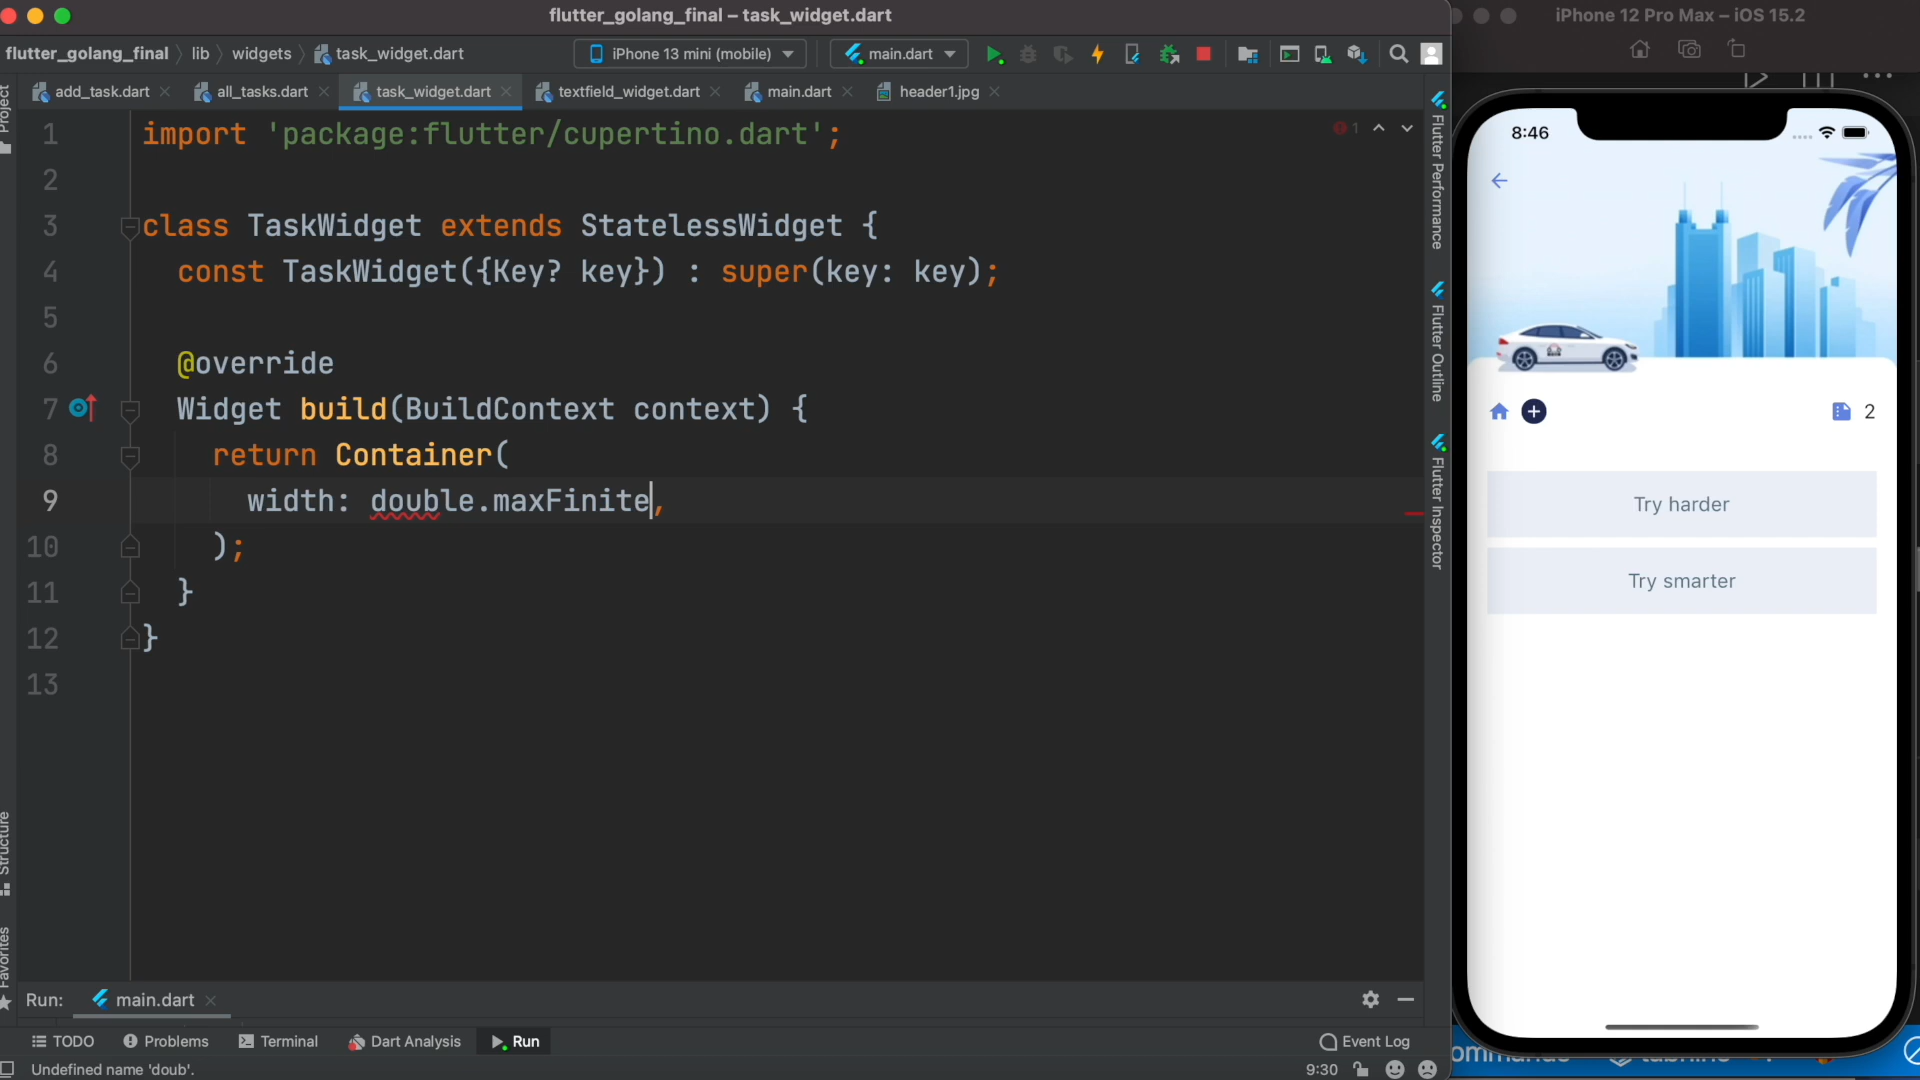 flutter_golang_final – task_widget.dart
iPhone 12 Pro Max – iOS 15.2
flutter_golang_final
lib
widgets
task_widget.dart
iPhone 13 mini (mobile)
main.dart
add_task.dart
all_tasks.dart
task_widget.dart
textfield_widget.dart
main.dart
header1.jpg
Project
1 import 'package:flutter/cupertino.dart';
1
2
3 class TaskWidget extends StatelessWidget {
4 const TaskWidget({Key? key}) : super(key: key);
5
6 @override
7 Widget build(BuildContext context) {
8 return Container(
9 width: double.maxFinite,
10 );
11 }
12 }
13
Flutter Performance
Flutter Outline
Flutter Inspector
8:46
2
Try harder
Try smarter
Structure
Favorites
Run:
main.dart
TODO
Problems
Terminal
Dart Analysis
Run
Event Log
Undefined name 'doub'.
9:30